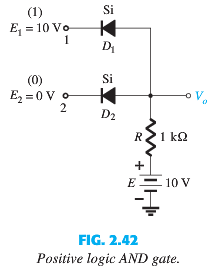 (1)
Si
E₁ = 10 V
1
D₁
(0)
Si
E₂ = 0 V
2
D₂
Vₒ
R
1 kΩ
+
E
10 V
−
FIG. 2.42
Positive logic AND gate.